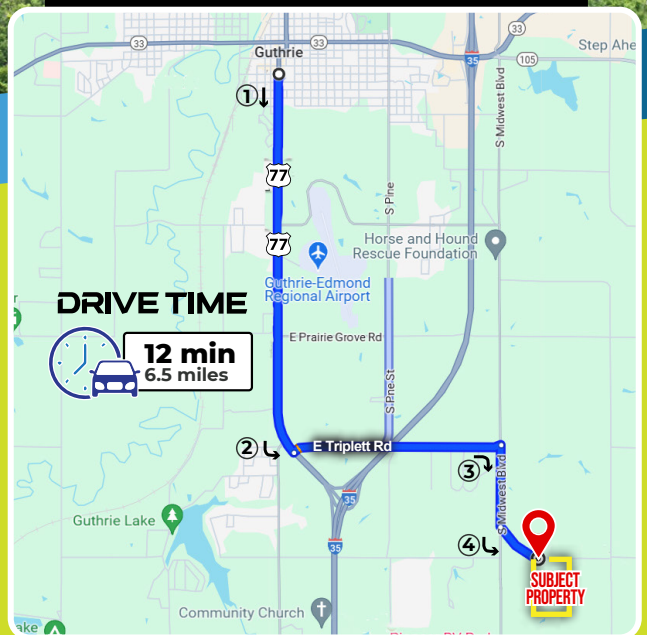 33
33
33
Guthrie
Step Ahe
35
105
①
S Midwest Blvd
77
S Pine
77
Horse and Hound
Rescue Foundation
Guthrie-Edmond
Regional Airport
DRIVE TIME
12 min
6.5 miles
E Prairie Grove Rd
S Pine St
②
E Triplett Rd
③
S Midwest Blvd
35
Guthrie Lake
④
35
SUBJECT
PROPERTY
Community Church
ake